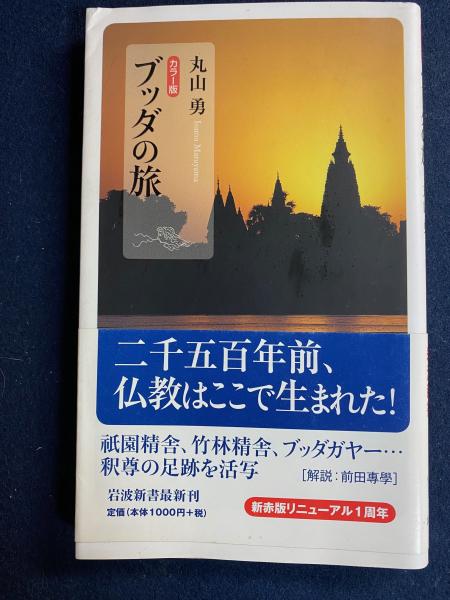 丸山 勇
Isamu Maruyama
カラー版
ブッダの旅
二千五百年前、
仏教はここで生まれた!
祇園精舎、竹林精舎、ブッダガヤー…
釈尊の足跡を活写
[解説:前田專學]
岩波新書最新刊
定価(本体1000円+税)
新赤版リニューアル1周年